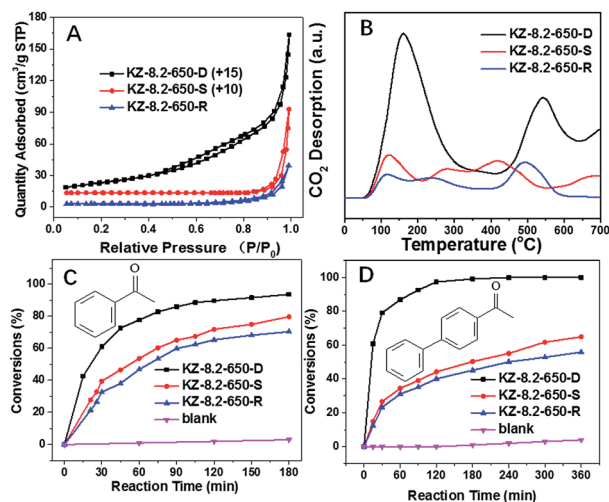 A
KZ-8.2-650-D (+15)
KZ-8.2-650-S (+10)
KZ-8.2-650-R
Quantity Adsorbed (cm³/g STP)
180
150
120
90
60
30
0
0.0 0.2 0.4 0.6 0.8 1.0
Relative Pressure (P/P₀)
B
KZ-8.2-650-D
KZ-8.2-650-S
KZ-8.2-650-R
CO₂ Desorption (a.u.)
0 100 200 300 400 500 600 700
Temperature (°C)
C
O
KZ-8.2-650-D
KZ-8.2-650-S
KZ-8.2-650-R
blank
Conversions (%)
100
80
60
40
20
0
0 30 60 90 120 150 180
Reaction Time (min)
D
O
KZ-8.2-650-D
KZ-8.2-650-S
KZ-8.2-650-R
blank
Conversions (%)
100
80
60
40
20
0
0 60 120 180 240 300 360
Reaction Time (min)